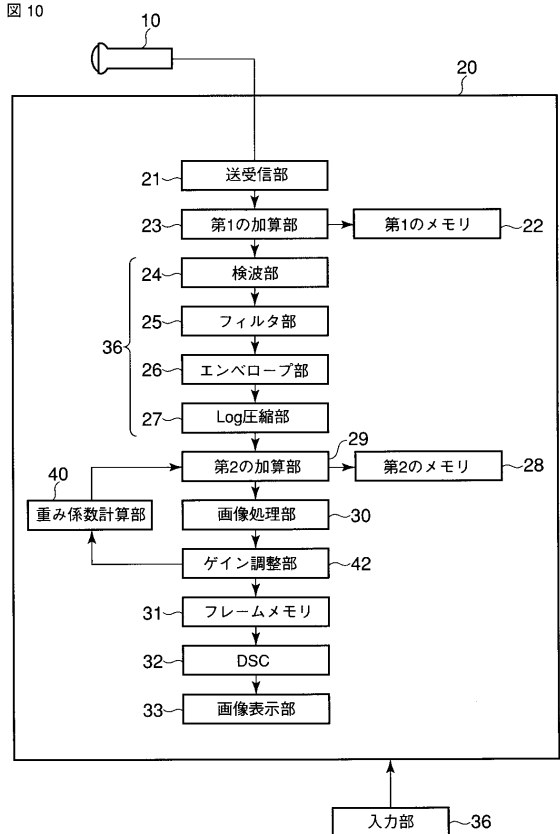 図 10
10
20
21 送受信部
23 第1の加算部 第1のメモリ 22
24 検波部
25 フィルタ部
36
26 エンベロープ部
27 Log圧縮部
29
第2の加算部 第2のメモリ 28
40
重み係数計算部 画像処理部 30
ゲイン調整部 42
31 フレームメモリ
32 DSC
33 画像表示部
入力部 36